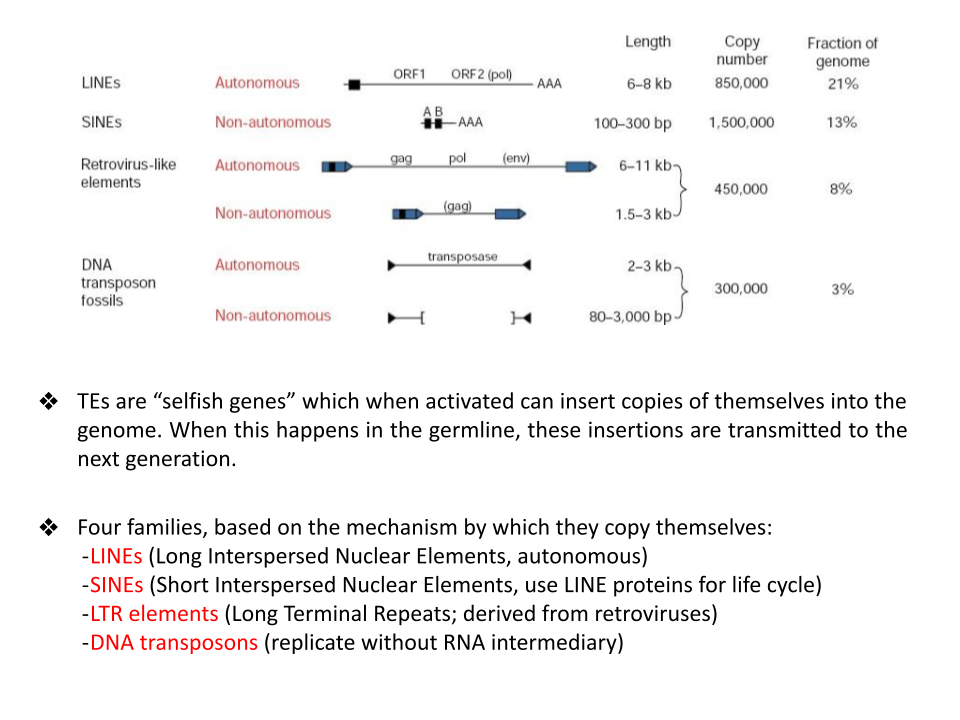 Length Copy number Fraction of genome
LINEs Autonomous ORF1 ORF2 (pol) AAA 6–8 kb 850,000 21%
SINEs Non-autonomous A B AAA 100–300 bp 1,500,000 13%
Retrovirus-like elements Autonomous gag pol (env) 6–11 kb 450,000 8%
Non-autonomous (gag) 1.5–3 kb
DNA transposon fossils Autonomous transposase 2–3 kb 300,000 3%
Non-autonomous 80–3,000 bp
❖ TEs are “selfish genes” which when activated can insert copies of themselves into the
genome. When this happens in the germline, these insertions are transmitted to the
next generation.
❖ Four families, based on the mechanism by which they copy themselves:
-LINEs (Long Interspersed Nuclear Elements, autonomous)
-SINEs (Short Interspersed Nuclear Elements, use LINE proteins for life cycle)
-LTR elements (Long Terminal Repeats; derived from retroviruses)
-DNA transposons (replicate without RNA intermediary)